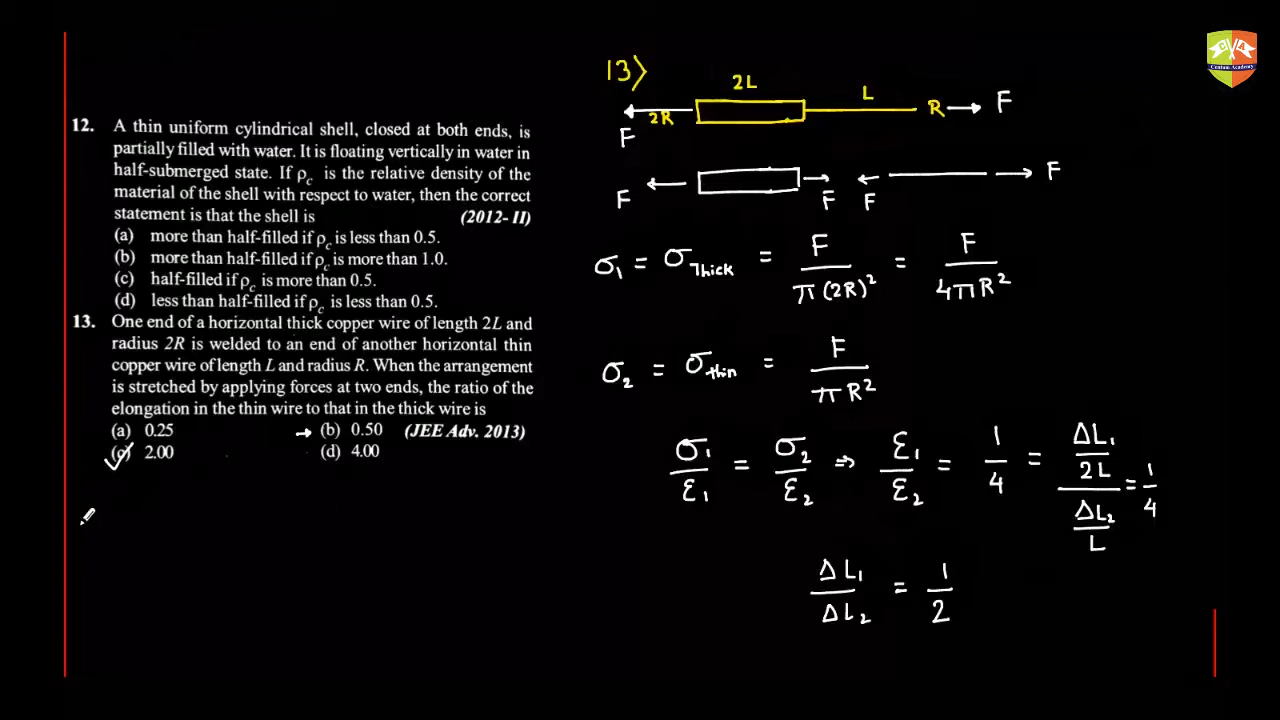 12. A thin uniform cylindrical shell, closed at both ends, is
partially filled with water. It is floating vertically in water in
half-submerged state. If ρc is the relative density of the
material of the shell with respect to water, then the correct
statement is that the shell is (2012- II)
(a) more than half-filled if ρc is less than 0.5.
(b) more than half-filled if ρc is more than 1.0.
(c) half-filled if ρc is more than 0.5.
(d) less than half-filled if ρc is less than 0.5.
13. One end of a horizontal thick copper wire of length 2L and
radius 2R is welded to an end of another horizontal thin
copper wire of length L and radius R. When the arrangement
is stretched by applying forces at two ends, the ratio of the
elongation in the thin wire to that in the thick wire is
(a) 0.25 → (b) 0.50 (JEE Adv. 2013)
(c) 2.00 (d) 4.00
13)
2L L
F 2R R F
F F F F
σ1 = σThick = F / π(2R)² = F / 4πR²
σ2 = σthin = F / πR²
σ1/ε1 = σ2/ε2 ⇒ ε1/ε2 = 1/4 = (ΔL1/2L) / (ΔL2/L) = 1/4
ΔL1/ΔL2 = 1/2
C A
Centum Academy